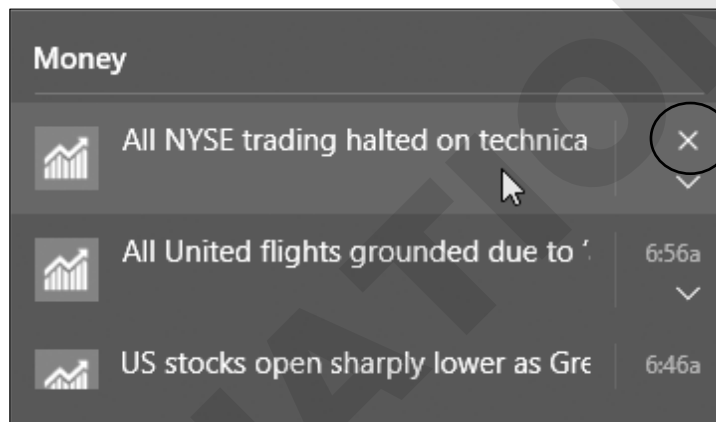 Money
All NYSE trading halted on technica
All United flights grounded due to ‘
6:56a
US stocks open sharply lower as Gre
6:46a